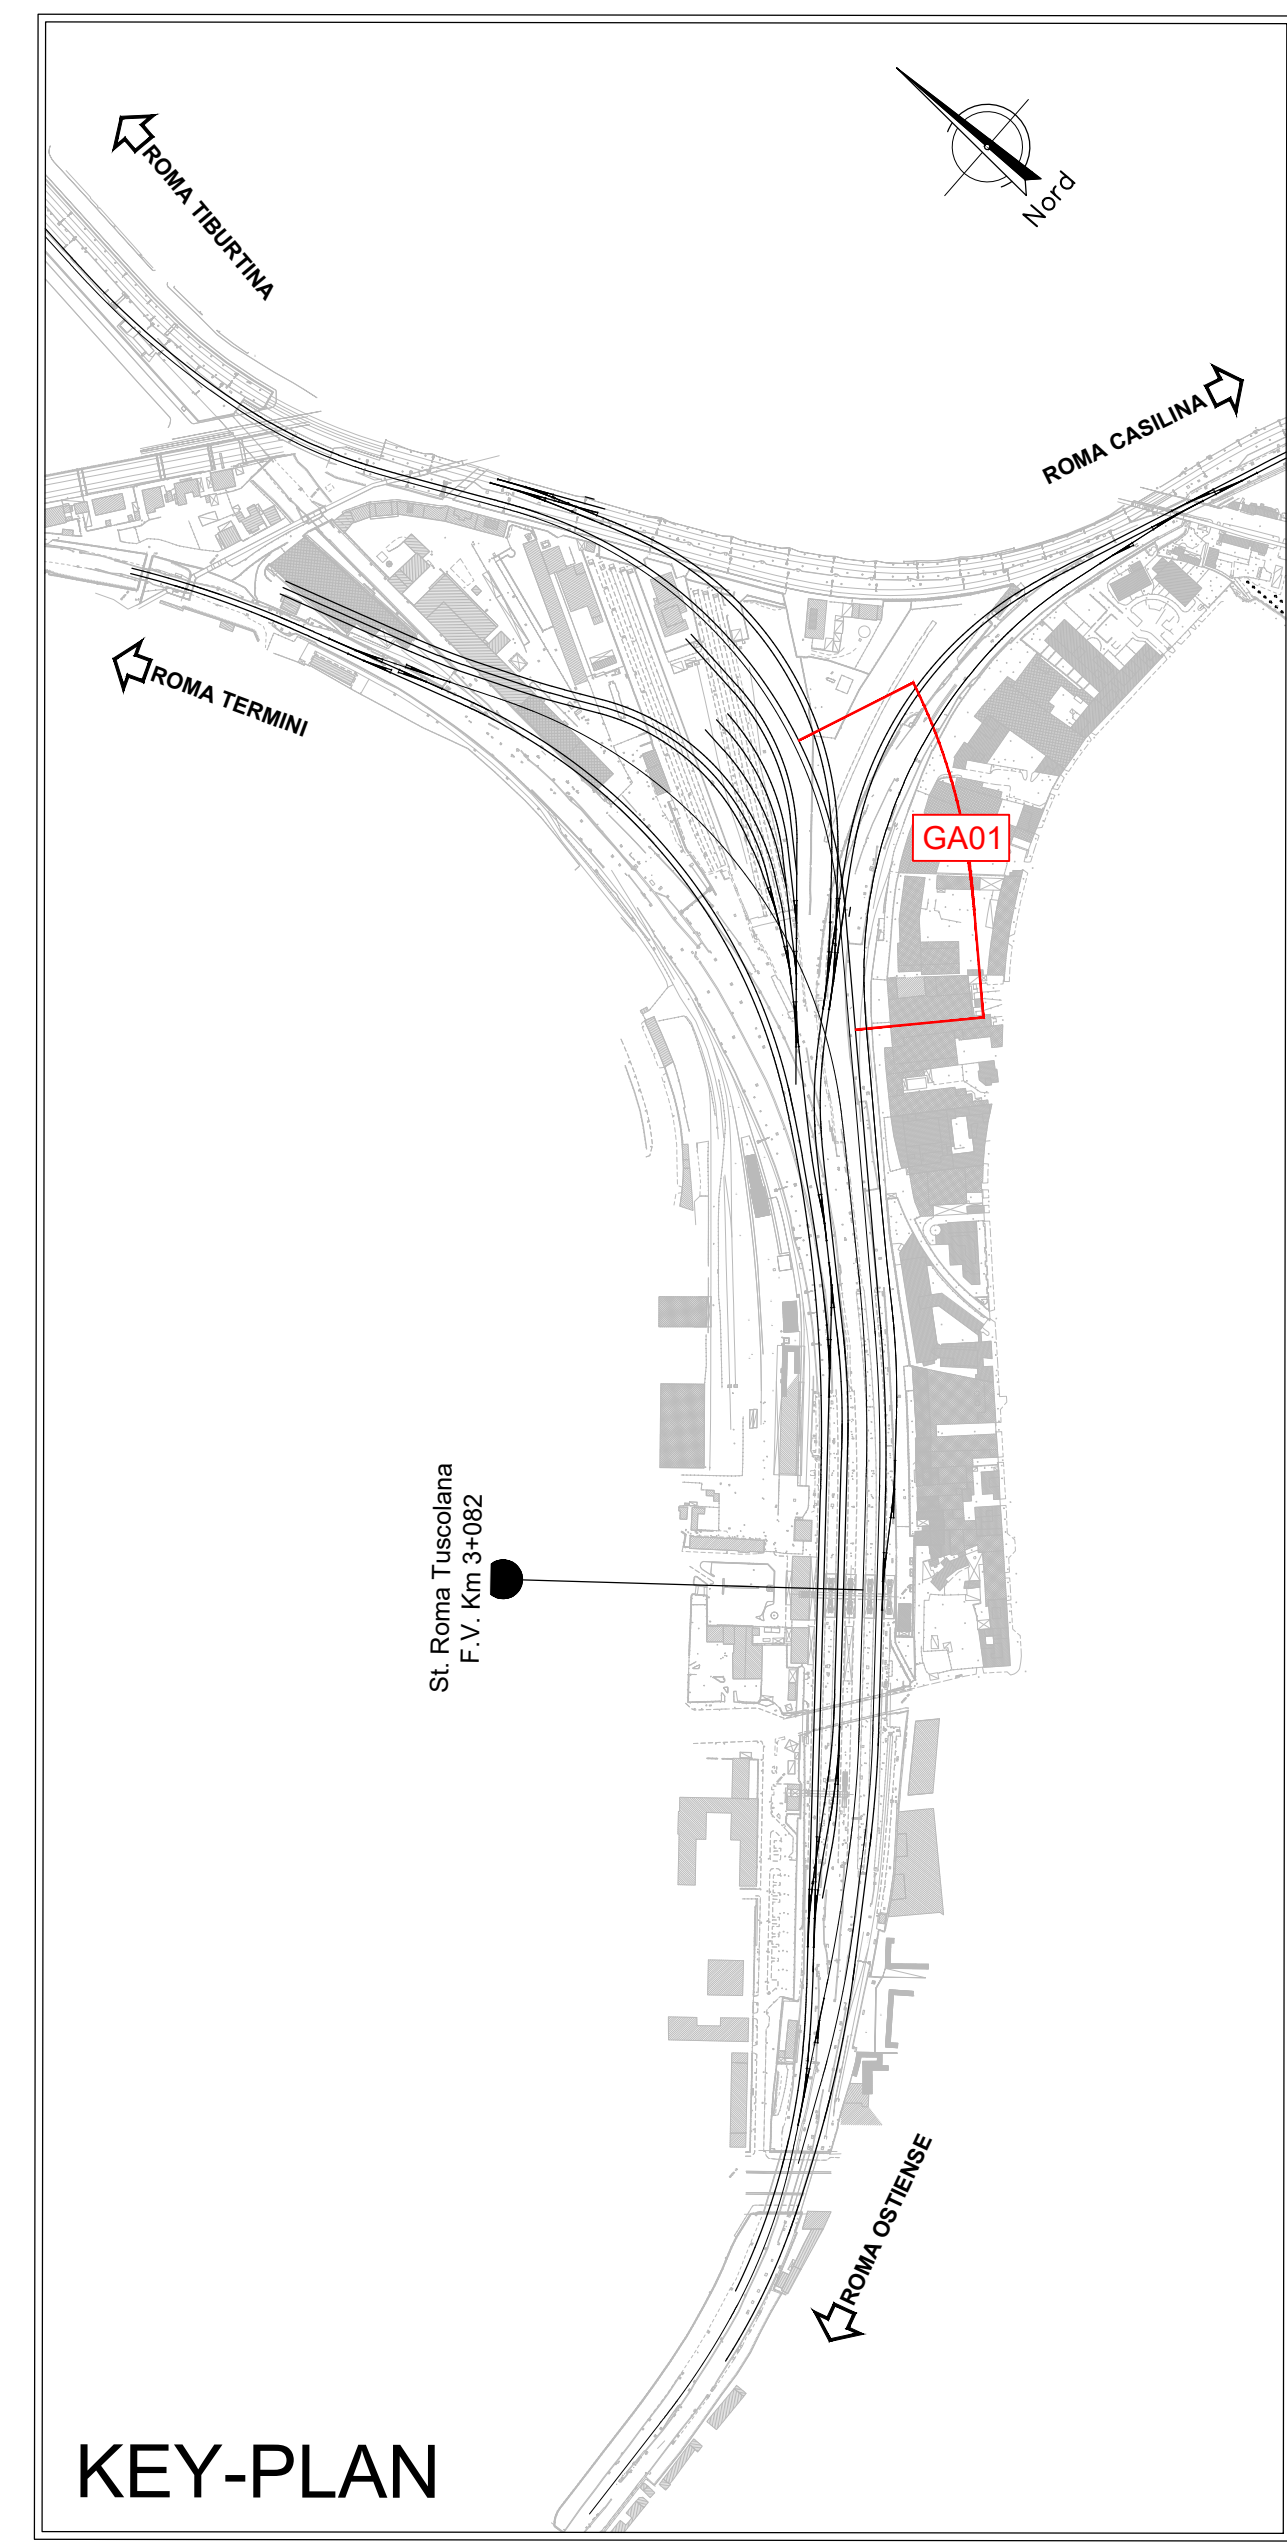 ROMA TIBURTINA
Nord
ROMA CASILINA
ROMA TERMINI
GA01
St. Roma Tuscolana
F.V. Km 3+082
ROMA OSTIENSE
KEY-PLAN